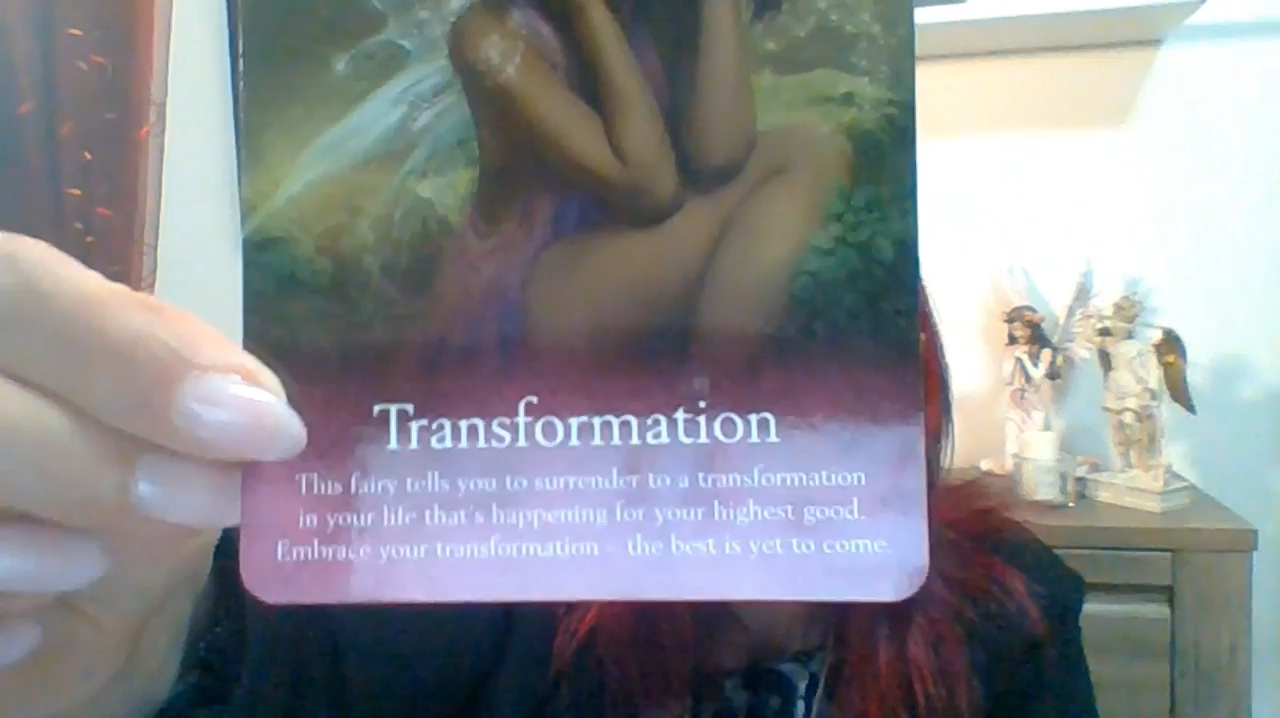 Transformation
This fairy tells you to surrender to a transformation
in your life that's happening for your highest good.
Embrace your transformation – the best is yet to come.